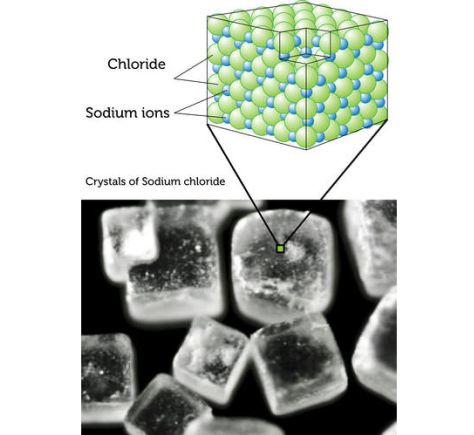 Chloride
Sodium ions
Crystals of Sodium chloride